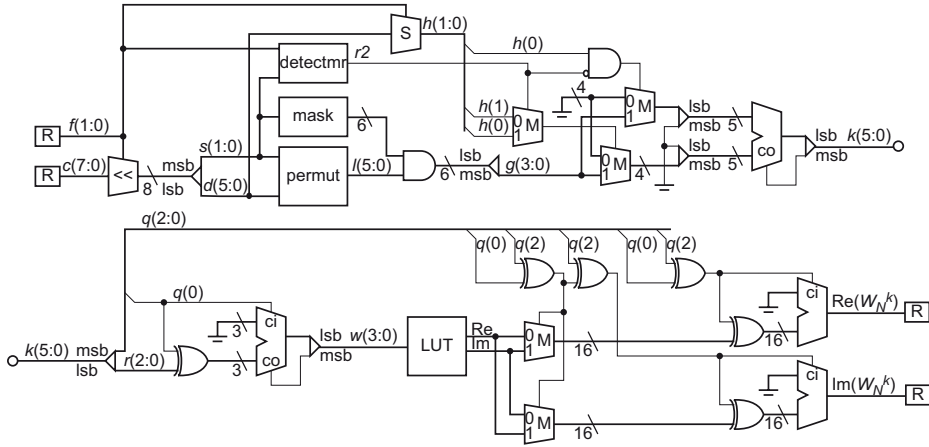 S h(1:0)
h(0)
detectmr r2
4
f(1:0)
R
mask
6
h(1) 0 M
h(0) 1
0 M
1
lsb
msb
5
c(7:0)
R
<<
8
msb
lsb
s(1:0)
d(5:0)
permut l(5:0)
6
lsb
msb
g(3:0)
0 M
1
4
lsb
msb
5
co
lsb k(5:0)
msb
q(2:0)
q(0) q(2) q(2) q(0) q(2)
q(0)
3
ci
co
3
k(5:0) msb
lsb
r(2:0)
lsb w(3:0)
msb
LUT
Re
Im
0 M
1
16
ci
16
Re(W_N^k) R
0 M
1
16
ci
16
Im(W_N^k) R